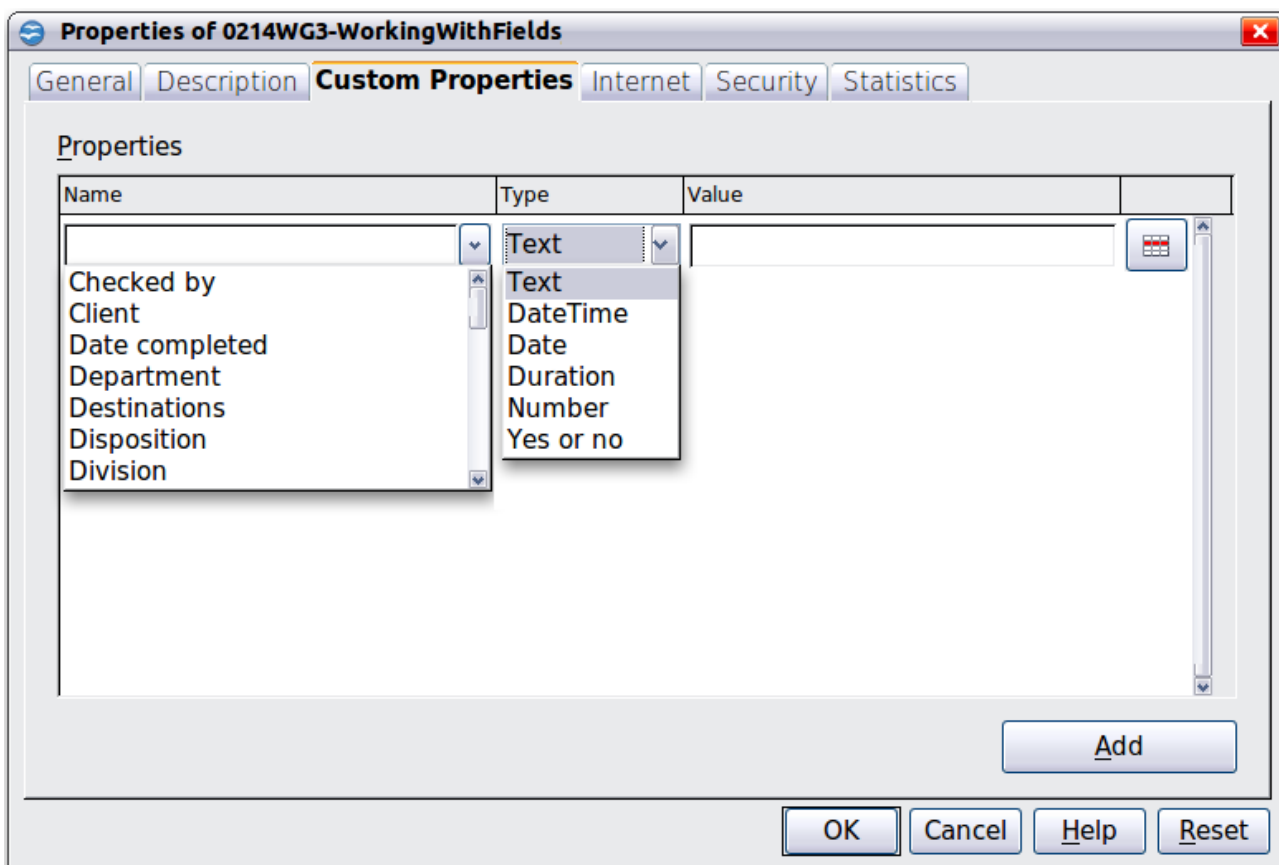 Properties of 0214WG3-WorkingWithFields
General Description Custom Properties Internet Security Statistics
Properties
Name Type Value
Text
Checked by
Client
Date completed
Department
Destinations
Disposition
Division
Text
DateTime
Date
Duration
Number
Yes or no
Add
OK Cancel Help Reset